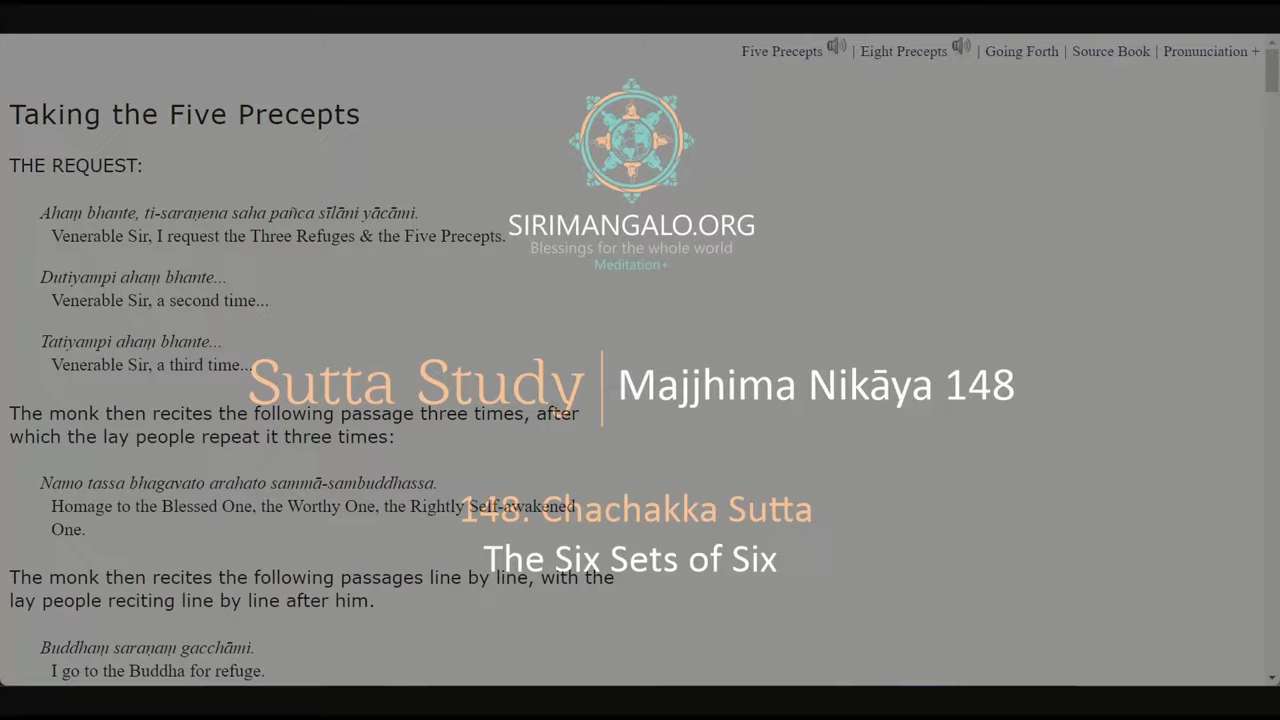 Five Precepts | Eight Precepts | Going Forth | Source Book | Pronunciation +
Taking the Five Precepts
THE REQUEST:
Ahaṃ bhante, ti-saraṇena saha pañca sīlāni yācāmi.
Venerable Sir, I request the Three Refuges & the Five Precepts.
Dutiyampi ahaṃ bhante...
Venerable Sir, a second time...
Tatiyampi ahaṃ bhante...
Venerable Sir, a third time...
The monk then recites the following passage three times, after
which the lay people repeat it three times:
Namo tassa bhagavato arahato sammā-sambuddhassa.
Homage to the Blessed One, the Worthy One, the Rightly Self-awakened
One.
The monk then recites the following passages line by line, with the
lay people reciting line by line after him.
Buddhaṃ saraṇaṃ gacchāmi.
I go to the Buddha for refuge.
SIRIMANGALO.ORG
Blessings for the whole world
Meditation+
Sutta Study | Majjhima Nikāya 148
148. Chachakka Sutta
The Six Sets of Six